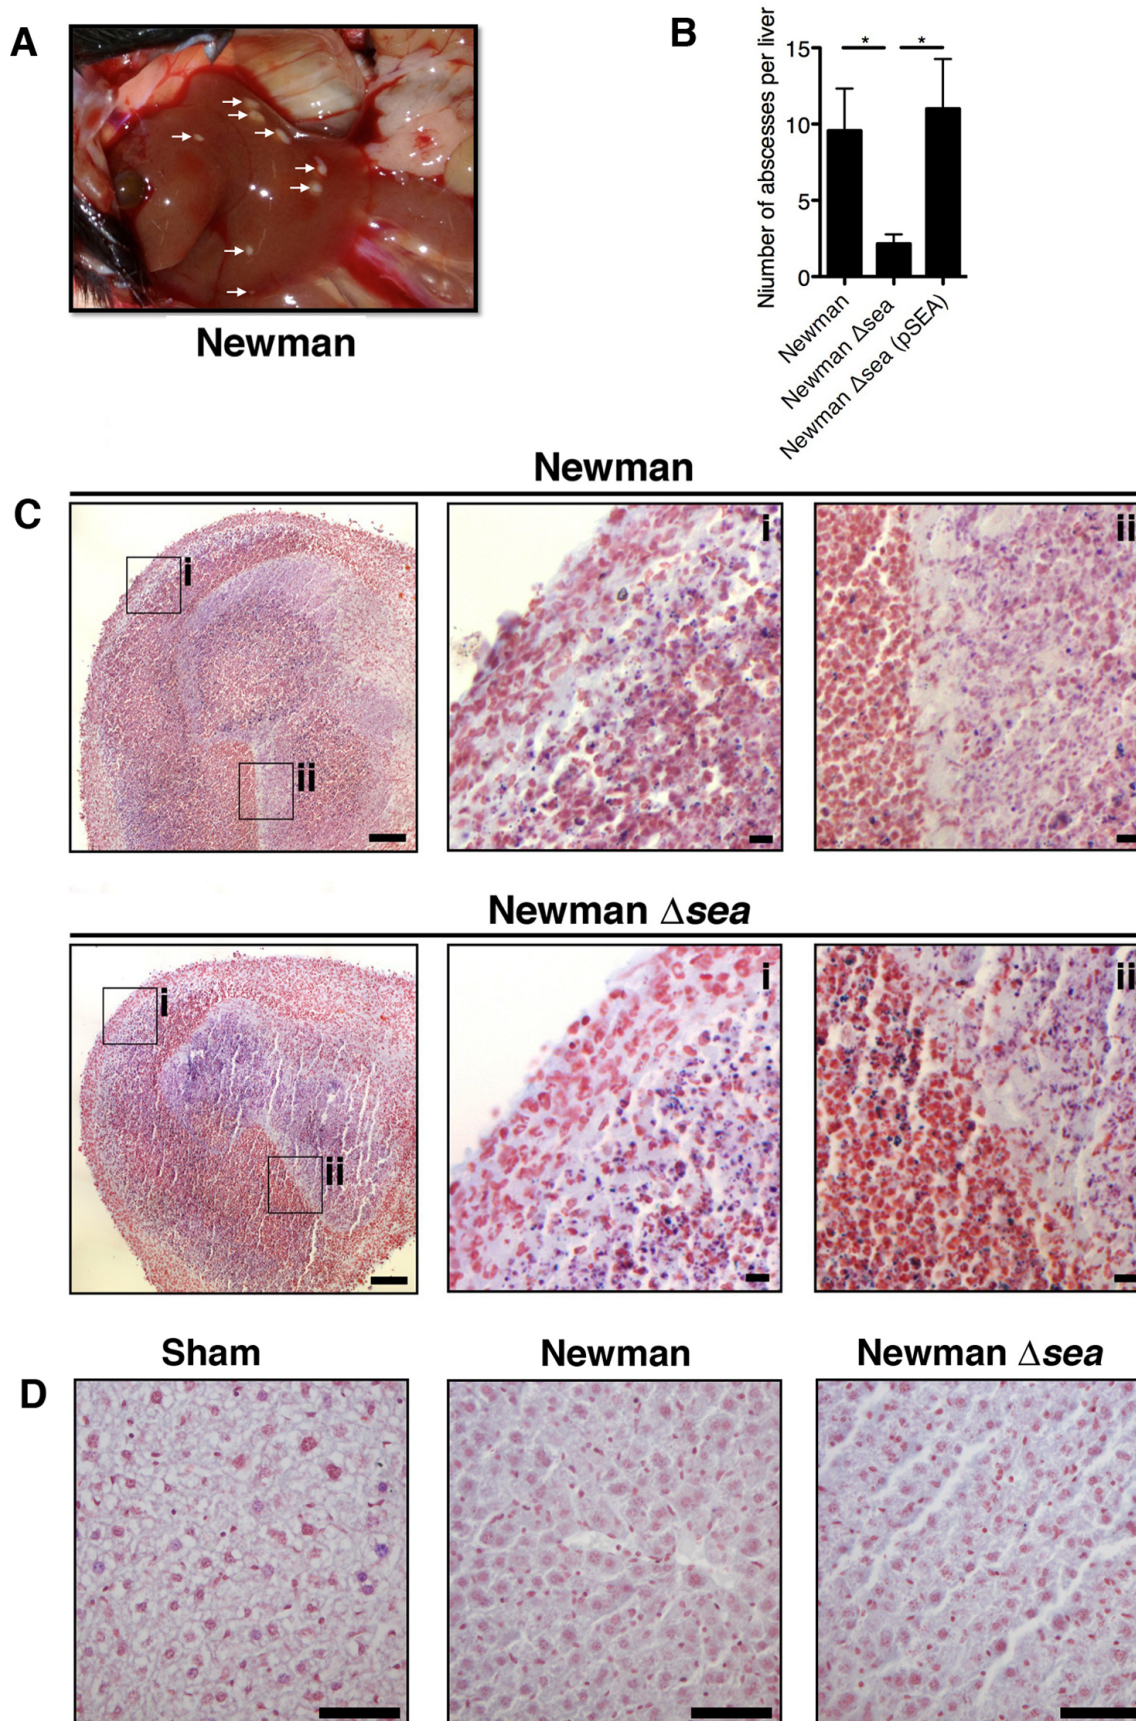 A
Newman
B
Niumber of abscesses per liver
15
10
5
0
* *
Newman
Newman Δsea
Newman Δsea (pSEA)
Newman
C
i
ii
i
ii
Newman Δsea
i
ii
i
ii
Sham Newman Newman Δsea
D